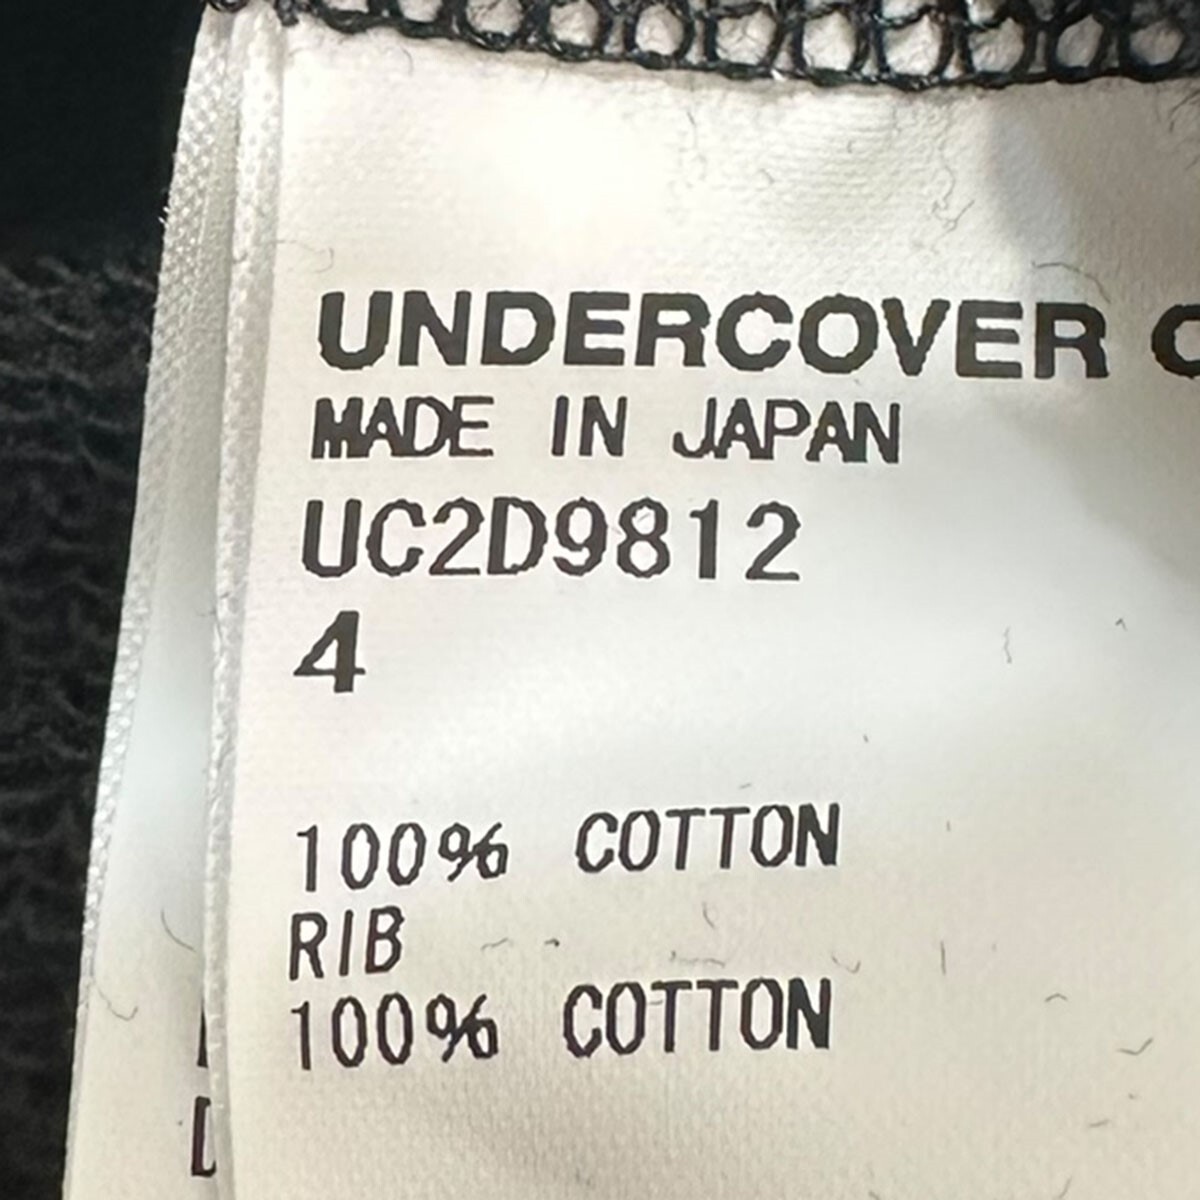 UNDERCOVER C
MADE IN JAPAN
UC2D9812
4
100% COTTON
RIB
100% COTTON